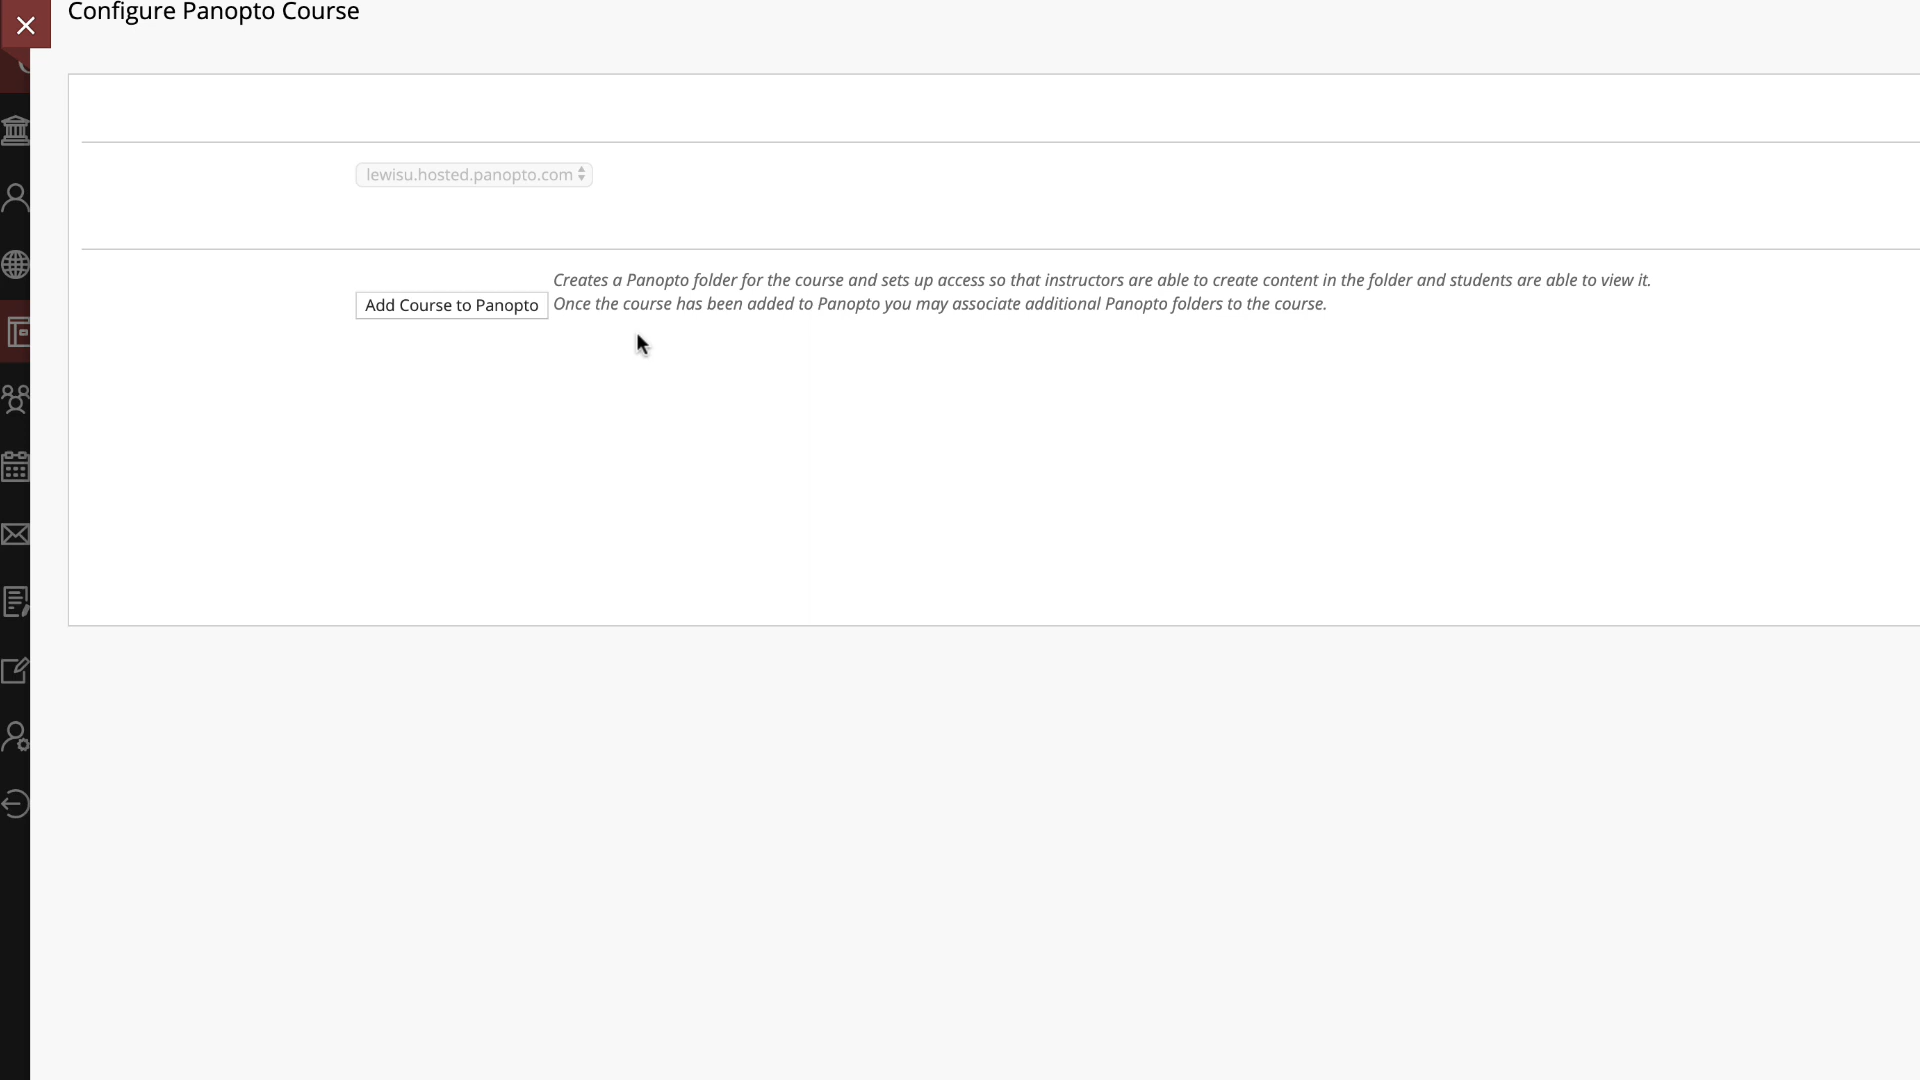 Configure Panopto Course
lewisu.hosted.panopto.com
Creates a Panopto folder for the course and sets up access so that instructors are able to create content in the folder and students are able to view it.
Add Course to Panopto Once the course has been added to Panopto you may associate additional Panopto folders to the course.